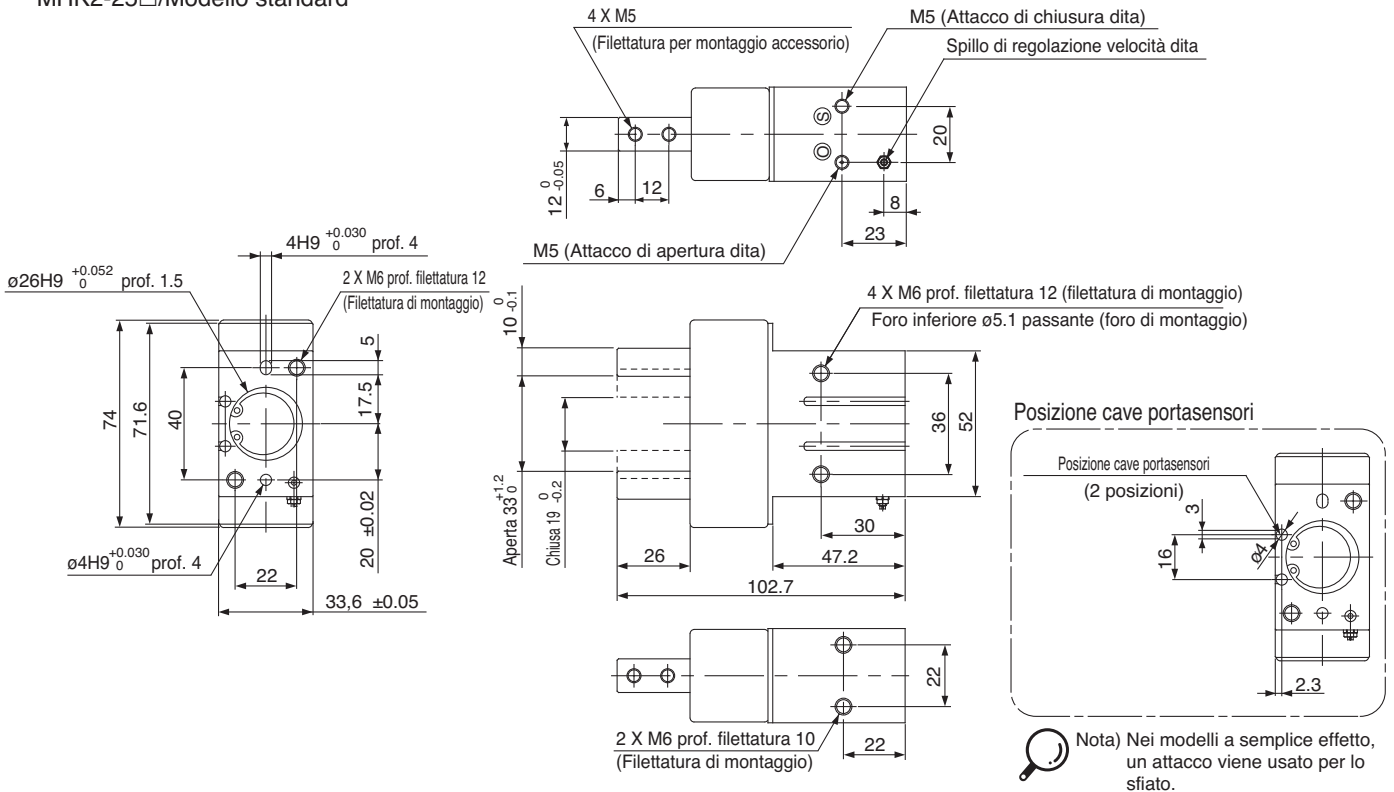 MHK2-25□/Modello standard
4 X M5
(Filettatura per montaggio accessorio)
M5 (Attacco di chiusura dita)
Spillo di regolazione velocità dita
S
O
20
12 0 -0.05
6
12
8
23
M5 (Attacco di apertura dita)
4H9 +0.030 0 prof. 4
ø26H9 +0.052 0 prof. 1.5
2 X M6 prof. filettatura 12
(Filettatura di montaggio)
5
17.5
74
71.6
40
20 ±0.02
ø4H9 +0.030 0 prof. 4
22
33,6 ±0.05
10 0 -0.1
4 X M6 prof. filettatura 12 (filettatura di montaggio)
Foro inferiore ø5.1 passante (foro di montaggio)
36
52
Aperta 33 +1.2 0
Chiusa 19 0 -0.2
30
26
47.2
102.7
22
2 X M6 prof. filettatura 10
(Filettatura di montaggio)
22
Posizione cave portasensori
Posizione cave portasensori
(2 posizioni)
3
16
ø4
2.3
Nota) Nei modelli a semplice effetto,
un attacco viene usato per lo
sfiato.